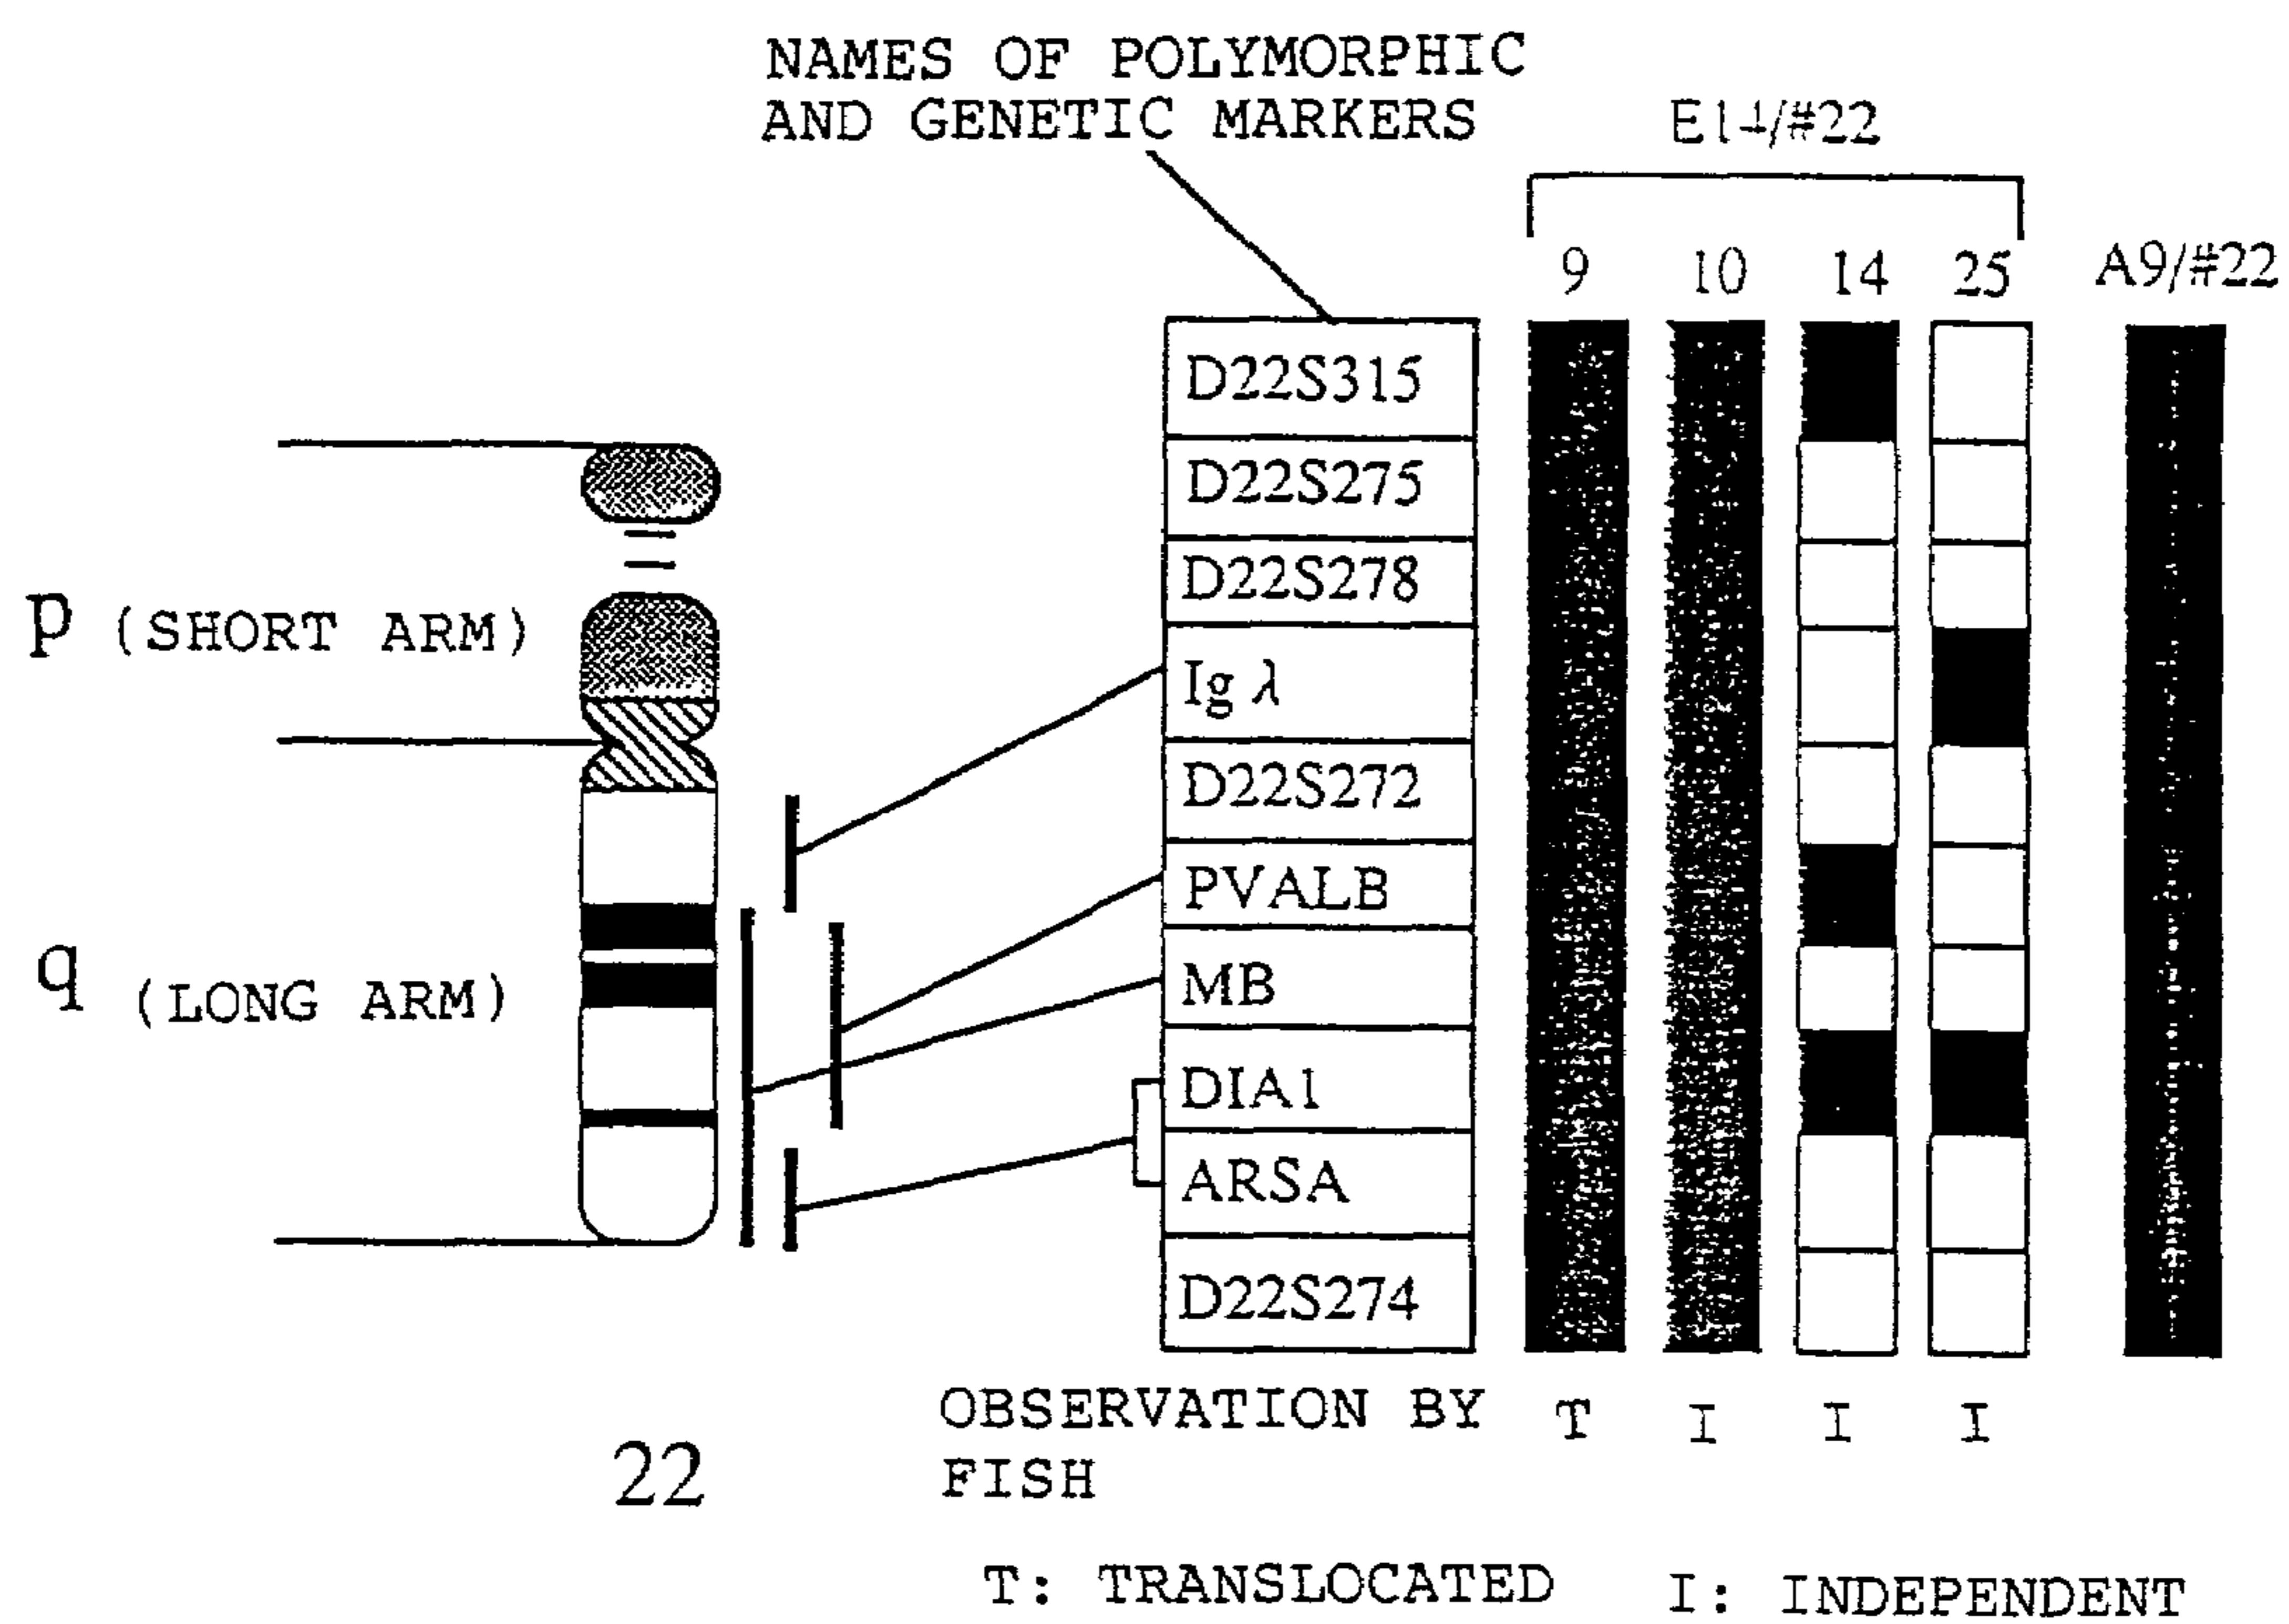 NAMES OF POLYMORPHIC
AND GENETIC MARKERS
E14/#22
9 10 14 25 A9/#22
D22S315
D22S275
D22S278
p (SHORT ARM)
Ig λ
D22S272
PVALB
q (LONG ARM)
MB
DIA1
ARSA
D22S274
OBSERVATION BY T I I I
FISH
22
T: TRANSLOCATED I: INDEPENDENT